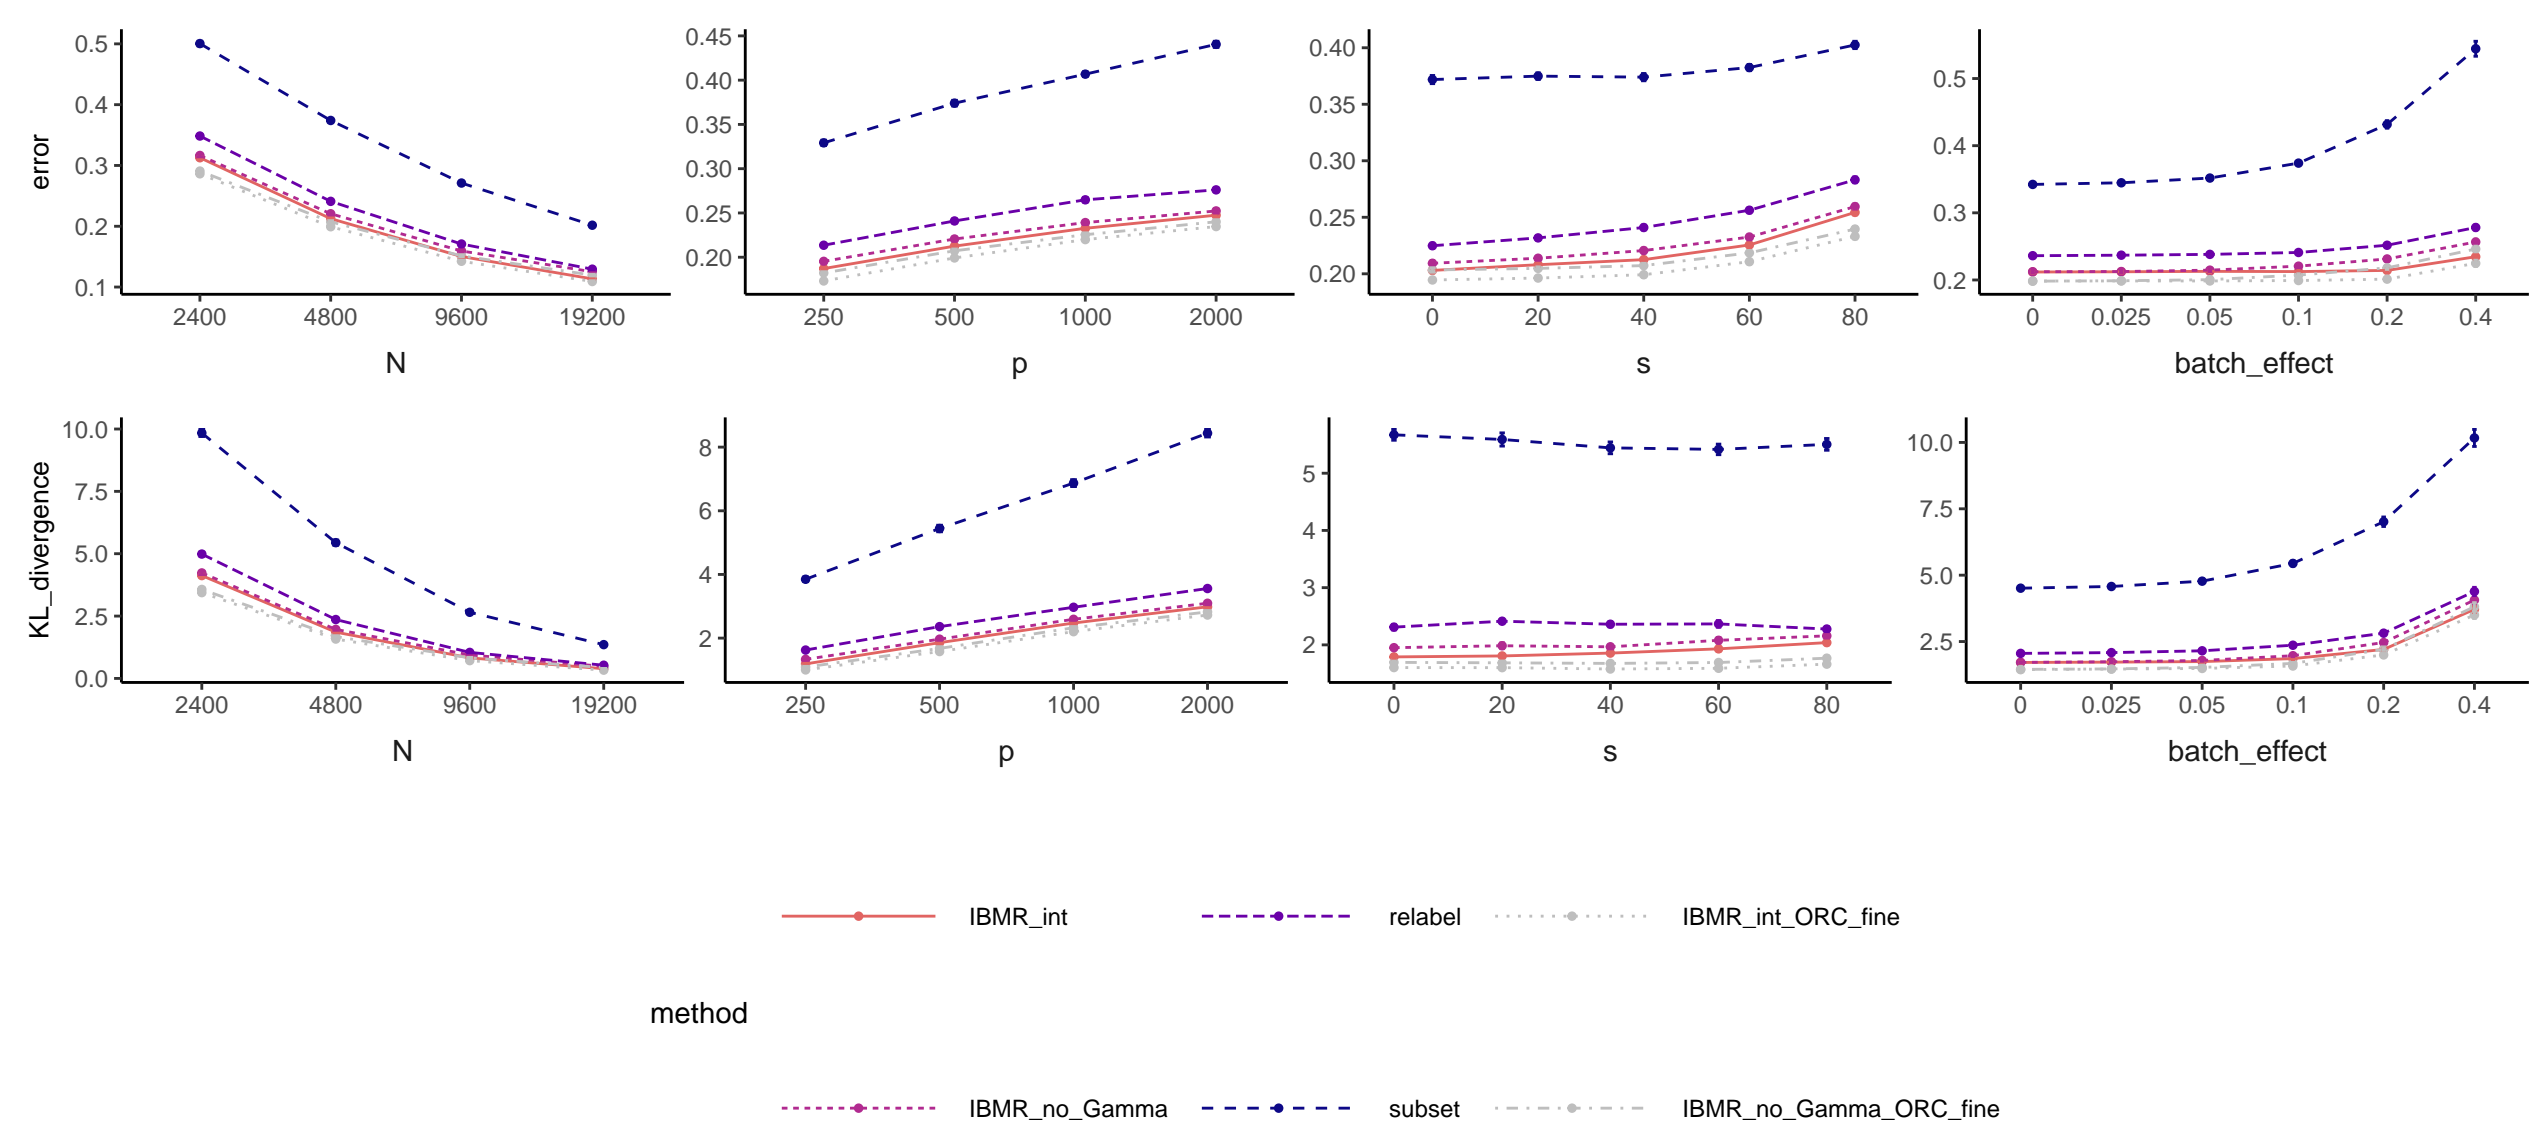 error
0.5
0.4
0.3
0.2
0.1
2400 4800 9600 19200
N
0.45
0.40
0.35
0.30
0.25
0.20
250 500 1000 2000
p
0.40
0.35
0.30
0.25
0.20
0 20 40 60 80
s
0.5
0.4
0.3
0.2
0 0.025 0.05 0.1 0.2 0.4
batch_effect
KL_divergence
10.0
7.5
5.0
2.5
0.0
2400 4800 9600 19200
N
8
6
4
2
250 500 1000 2000
p
5
4
3
2
0 20 40 60 80
s
10.0
7.5
5.0
2.5
0 0.025 0.05 0.1 0.2 0.4
batch_effect
method
IBMR_int relabel IBMR_int_ORC_fine
IBMR_no_Gamma subset IBMR_no_Gamma_ORC_fine